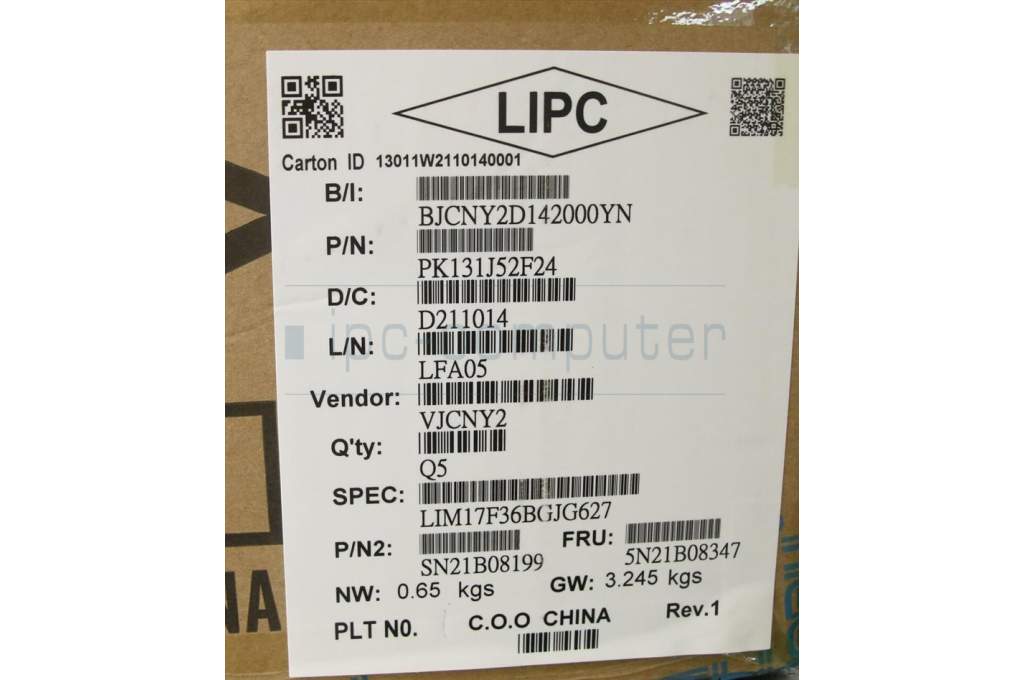 LIPC
Carton ID 13011W2110140001
B/I:
BJCNY2D142000YN
P/N:
PK131J52F24
D/C:
D211014
L/N:
LFA05
Vendor:
VJCNY2
Q'ty:
Q5
SPEC:
LIM17F36BGJG627
P/N2:
SN21B08199
FRU:
5N21B08347
NW: 0.65 kgs
GW: 3.245 kgs
PLT N0.
C.O.O CHINA
Rev.1
ipc-computer